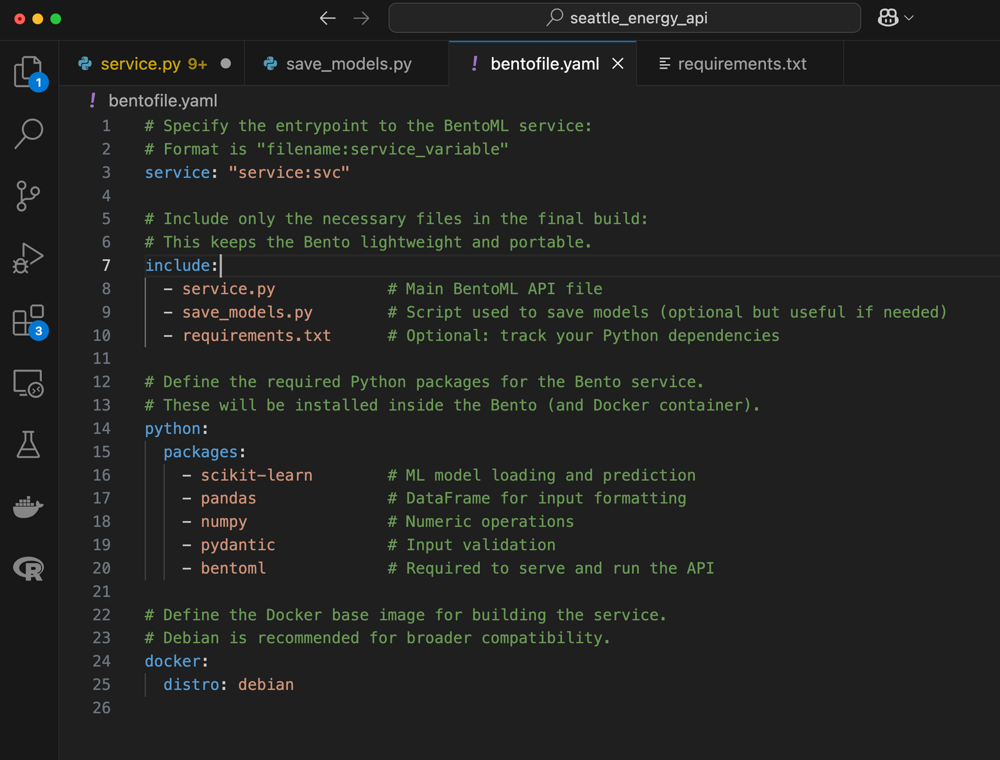 seattle_energy_api
service.py 9+
save_models.py
! bentofile.yaml
requirements.txt
1
3
! bentofile.yaml
1 # Specify the entrypoint to the BentoML service:
2 # Format is "filename:service_variable"
3 service: "service:svc"
4
5 # Include only the necessary files in the final build:
6 # This keeps the Bento lightweight and portable.
7 include:
8 - service.py # Main BentoML API file
9 - save_models.py # Script used to save models (optional but useful if needed)
10 - requirements.txt # Optional: track your Python dependencies
11
12 # Define the required Python packages for the Bento service.
13 # These will be installed inside the Bento (and Docker container).
14 python:
15 packages:
16 - scikit-learn # ML model loading and prediction
17 - pandas # DataFrame for input formatting
18 - numpy # Numeric operations
19 - pydantic # Input validation
20 - bentoml # Required to serve and run the API
21
22 # Define the Docker base image for building the service.
23 # Debian is recommended for broader compatibility.
24 docker:
25 distro: debian
26
R